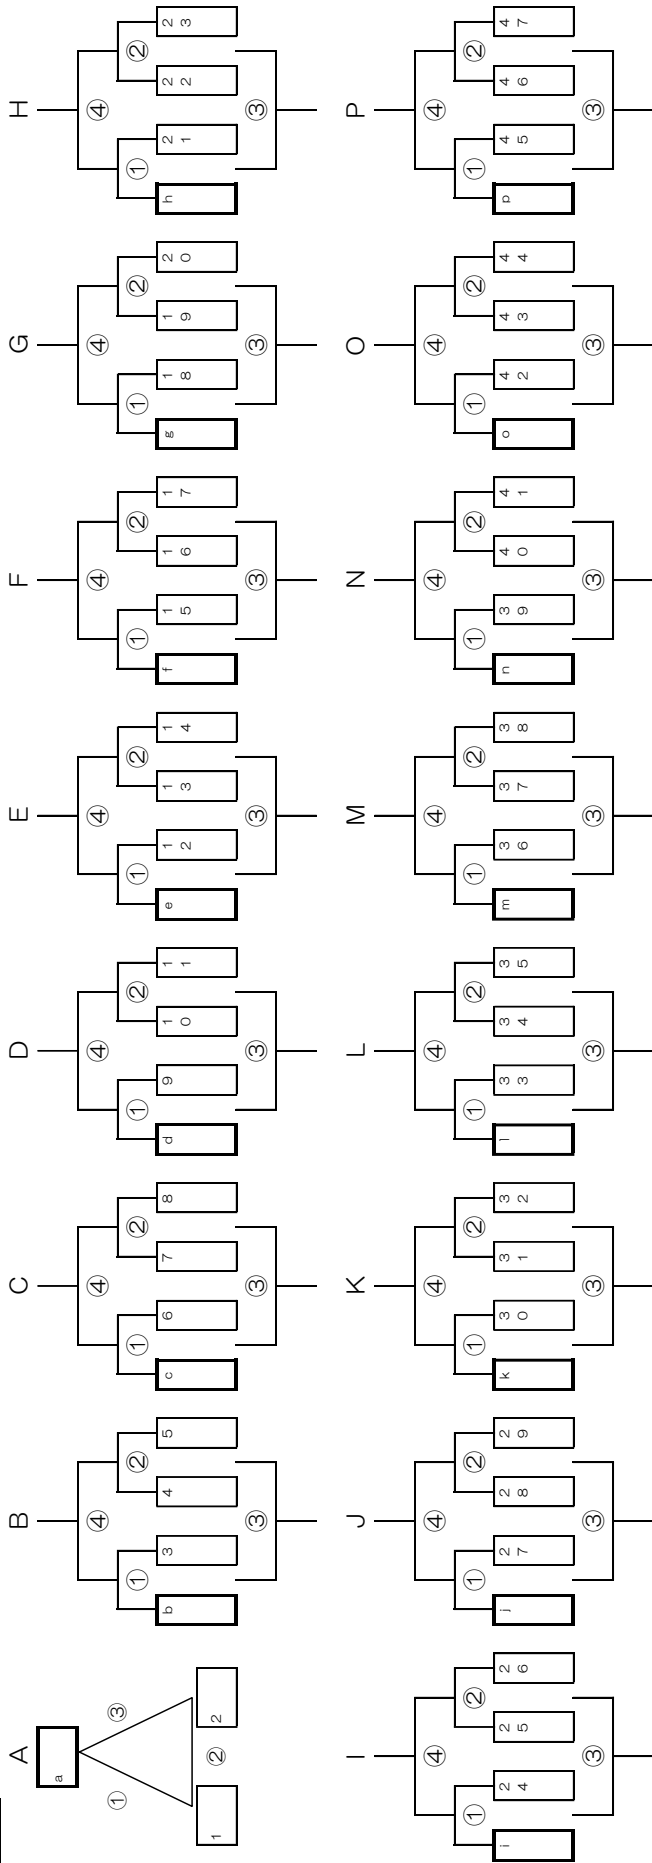 A B C D E F G H
a
④ ④ ④ ④ ④ ④ ④
① ③
① ② ① ② ① ② ① ② ① ② ① ② ① ②
b 3 4 5 c 6 7 8 d 9 10 11 e 12 13 14 f 15 16 17 g 18 19 20 h 21 22 23
1 ② 2
③ ③ ③ ③ ③ ③ ③
I J K L M N O P
④ ④ ④ ④ ④ ④ ④ ④
① ② ① ② ① ② ① ② ① ② ① ② ① ② ① ②
i 24 25 26 j 27 28 29 k 30 31 32 l 33 34 35 m 36 37 38 n 39 40 41 o 42 43 44 p 45 46 47
③ ③ ③ ③ ③ ③ ③ ③